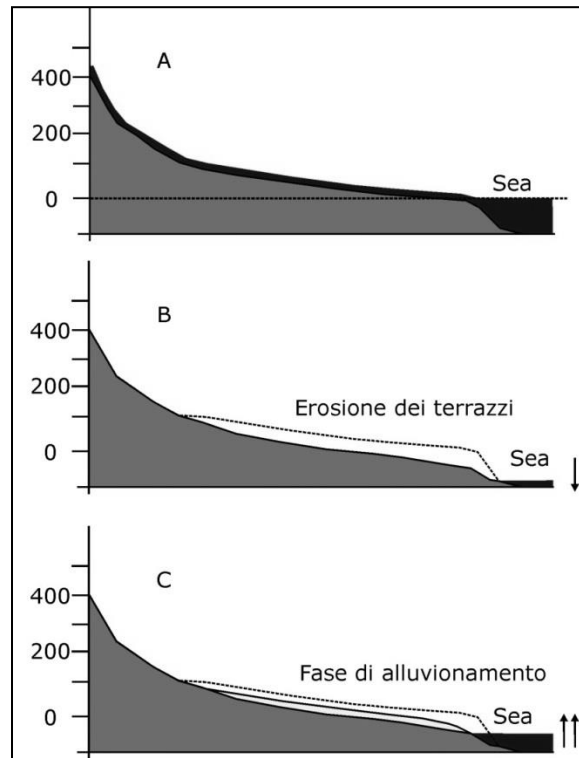 A
400
200
Sea
0
B
400
Erosione dei terrazzi
200
0
Sea
C
400
200
Fase di alluvionamento
0
Sea